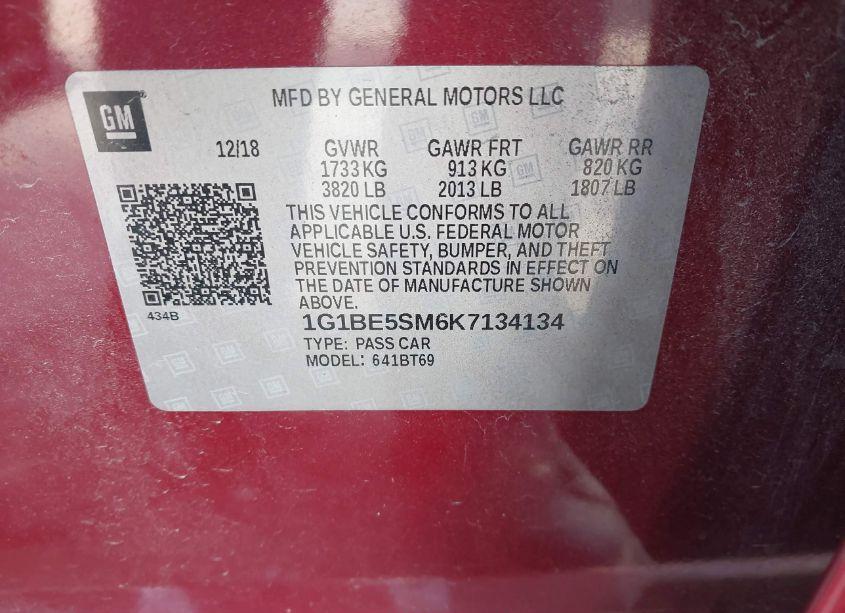 GM
MFD BY GENERAL MOTORS LLC
12/18 GVWR GAWR FRT GAWR RR
1733 KG 913 KG 820 KG
3820 LB 2013 LB 1807 LB
THIS VEHICLE CONFORMS TO ALL
APPLICABLE U.S. FEDERAL MOTOR
VEHICLE SAFETY, BUMPER, AND THEFT
PREVENTION STANDARDS IN EFFECT ON
THE DATE OF MANUFACTURE SHOWN
ABOVE.
434B
1G1BE5SM6K7134134
TYPE: PASS CAR
MODEL: 641BT69